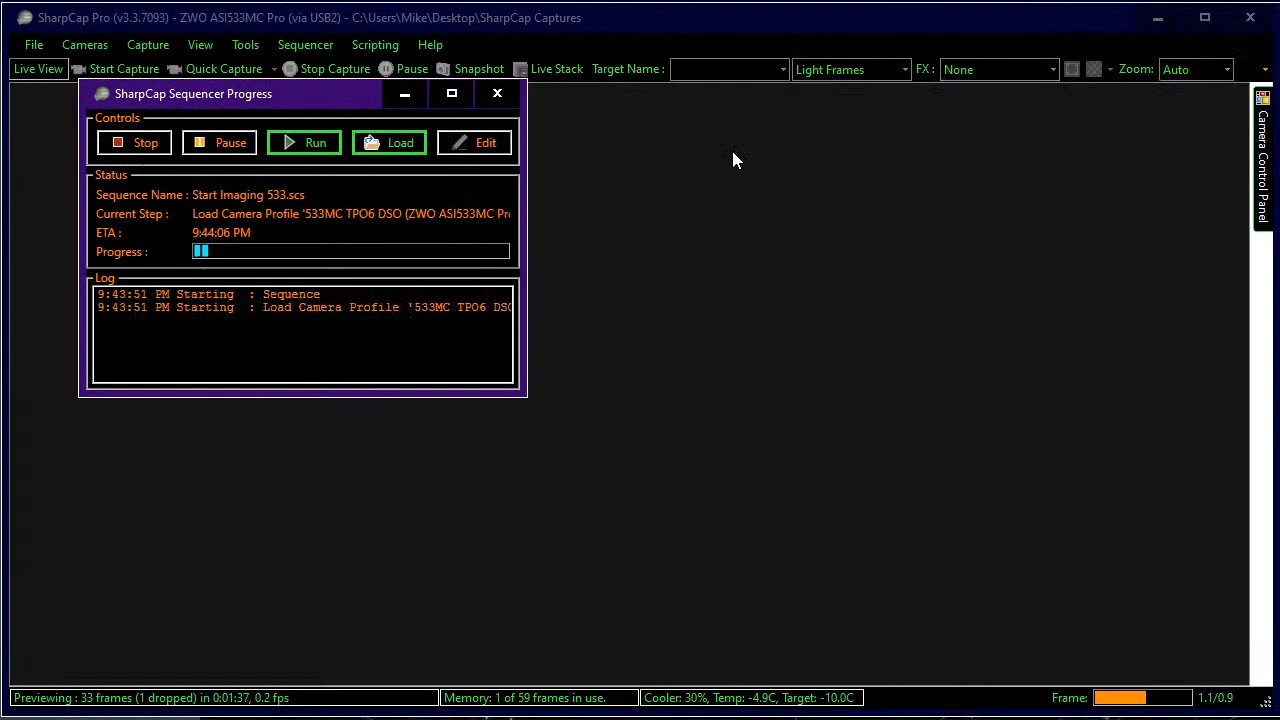 SharpCap Pro (v3.3.7093) - ZWO ASI533MC Pro (via USB2) - C:\Users\Mike\Desktop\SharpCap Captures
File Cameras Capture View Tools Sequencer Scripting Help
Live View Start Capture Quick Capture Stop Capture Pause Snapshot Live Stack Target Name : Light Frames FX : None Zoom: Auto
SharpCap Sequencer Progress
Controls
Stop Pause Run Load Edit
Status
Sequence Name : Start Imaging 533.scs
Current Step : Load Camera Profile '533MC TPO6 DSO (ZWO ASI533MC Pr
ETA : 9:44:06 PM
Progress :
Log
9:43:51 PM Starting : Sequence
9:43:51 PM Starting : Load Camera Profile '533MC TPO6 DSO
Camera Control Panel
Previewing : 33 frames (1 dropped) in 0:01:37, 0.2 fps Memory: 1 of 59 frames in use. Cooler: 30%, Temp: -4.9C, Target: -10.0C Frame: 1.1/0.9